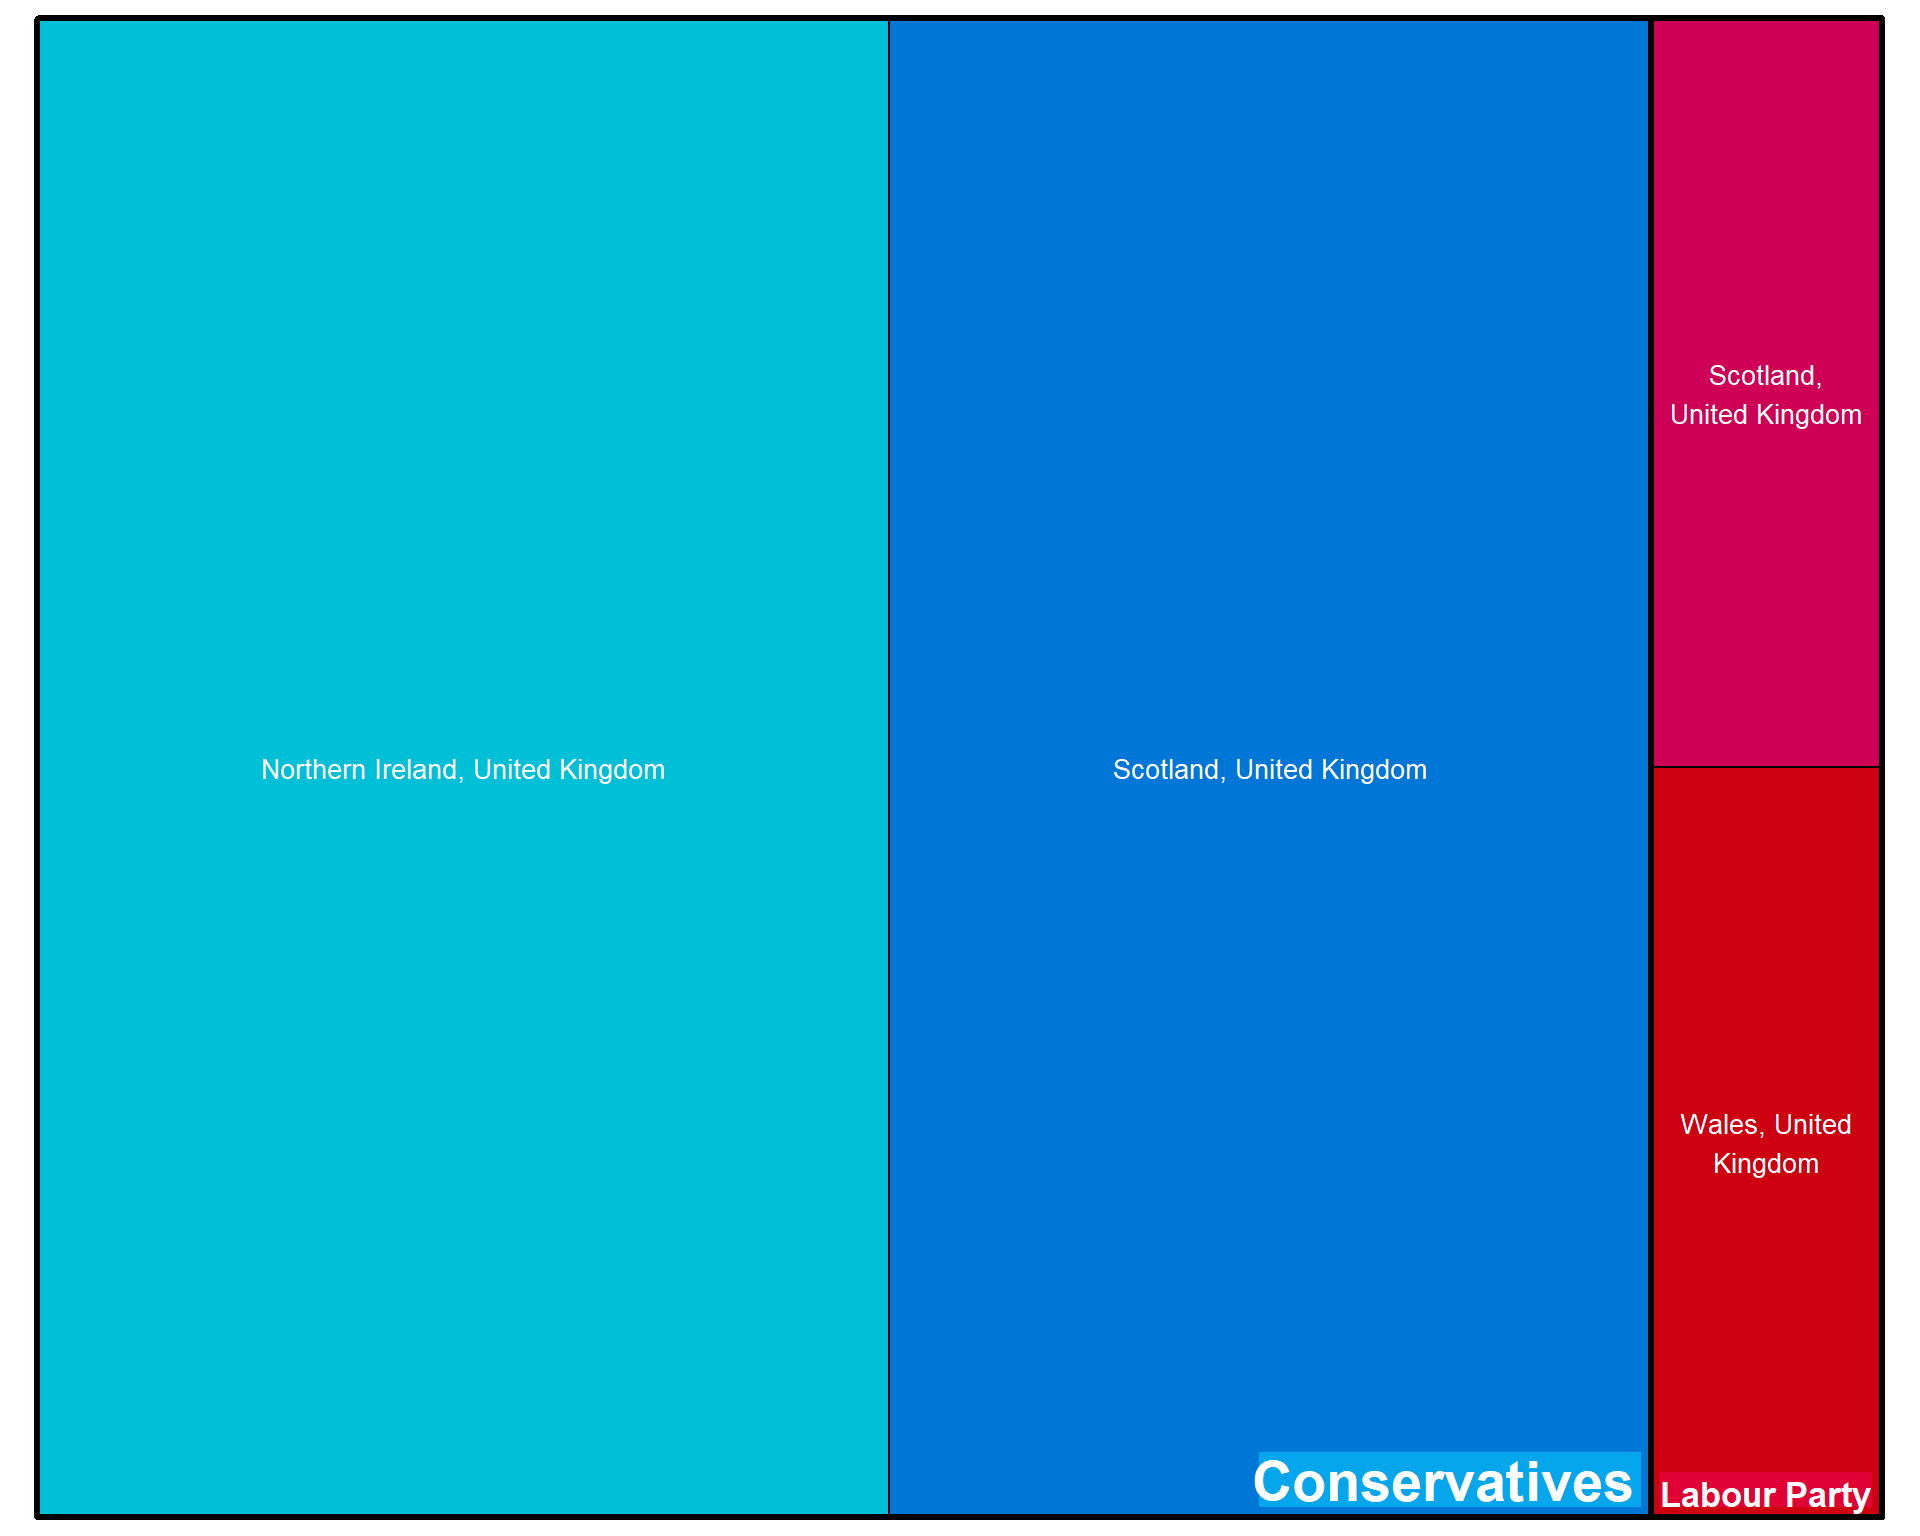 Northern Ireland, United Kingdom
Scotland, United Kingdom
Conservatives
Scotland,
United Kingdom
Wales, United
Kingdom
Labour Party